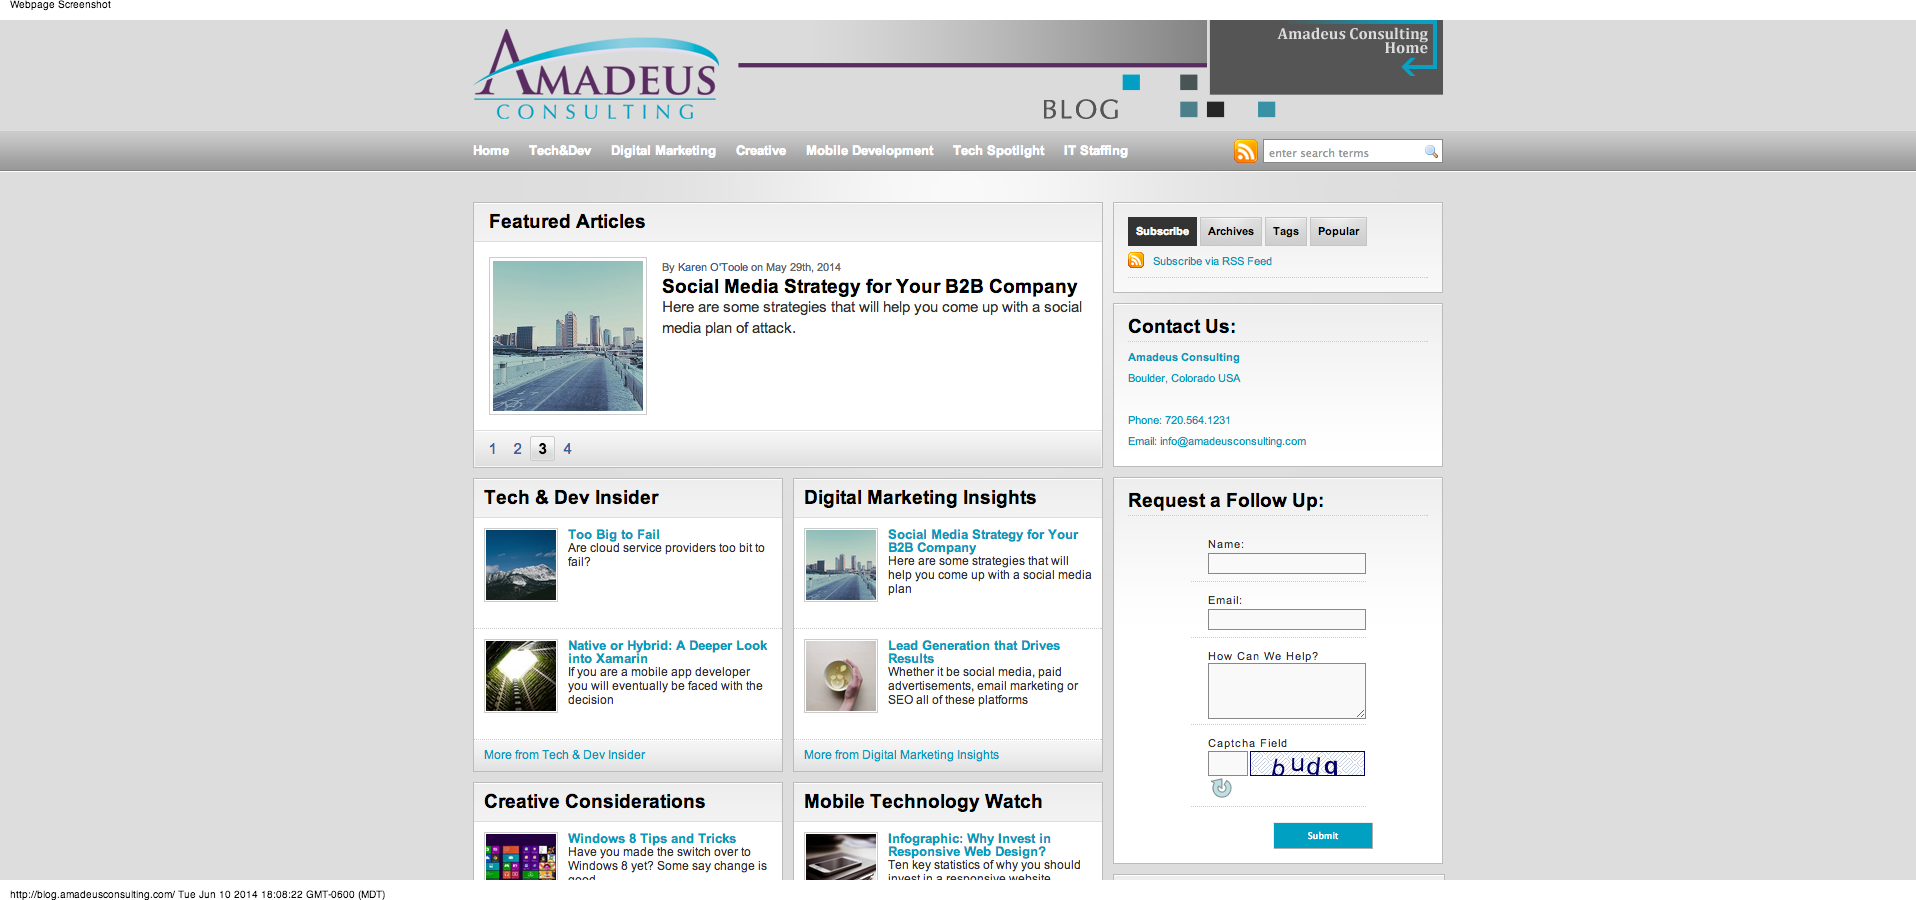 Webpage Screenshot
AMADEUS
CONSULTING
BLOG
Amadeus Consulting
Home
Home Tech&Dev Digital Marketing Creative Mobile Development Tech Spotlight IT Staffing
enter search terms
Featured Articles
By Karen O'Toole on May 29th, 2014
Social Media Strategy for Your B2B Company
Here are some strategies that will help you come up with a social
media plan of attack.
1 2 3 4
Subscribe Archives Tags Popular
Subscribe via RSS Feed
Contact Us:
Amadeus Consulting
Boulder, Colorado USA
Phone: 720.564.1231
Email: info@amadeusconsulting.com
Tech & Dev Insider
Too Big to Fail
Are cloud service providers too bit to
fail?
Native or Hybrid: A Deeper Look
into Xamarin
If you are a mobile app developer
you will eventually be faced with the
decision
More from Tech & Dev Insider
Digital Marketing Insights
Social Media Strategy for Your
B2B Company
Here are some strategies that will
help you come up with a social media
plan
Lead Generation that Drives
Results
Whether it be social media, paid
advertisements, email marketing or
SEO all of these platforms
More from Digital Marketing Insights
Request a Follow Up:
Name:
Email:
How Can We Help?
Captcha Field
Submit
Creative Considerations
Windows 8 Tips and Tricks
Have you made the switch over to
Windows 8 yet? Some say change is
good
Mobile Technology Watch
Infographic: Why Invest in
Responsive Web Design?
Ten key statistics of why you should
invest in a responsive website
http://blog.amadeusconsulting.com/ Tue Jun 10 2014 18:08:22 GMT-0600 (MDT)